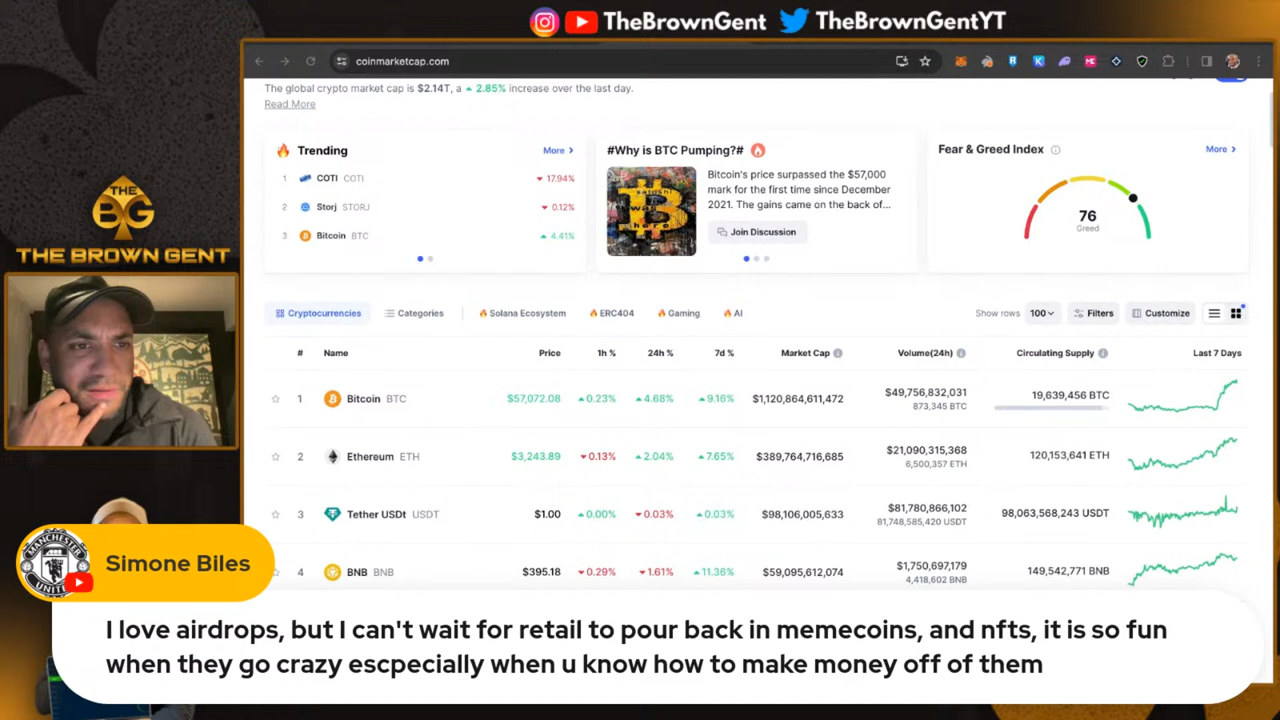 TheBrownGent TheBrownGentYT
coinmarketcap.com
The global crypto market cap is $2.14T, a 2.85% increase over the last day.
Read More
Trending More >
1 COTI COTI 17.94%
2 Storj STORJ 0.12%
3 Bitcoin BTC 4.41%
#Why is BTC Pumping?#
Bitcoin's price surpassed the $57,000
mark for the first time since December
2021. The gains came on the back of...
Join Discussion
satoshi
was
here
Fear & Greed Index More >
76
Greed
THE
BG
THE BROWN GENT
Cryptocurrencies Categories Solana Ecosystem ERC404 Gaming AI Show rows 100 Filters Customize
# Name Price 1h % 24h % 7d % Market Cap Volume(24h) Circulating Supply Last 7 Days
1 Bitcoin BTC $57,072.08 0.23% 4.68% 9.16% $1,120,864,611,472 $49,756,832,031 19,639,456 BTC
873,345 BTC
2 Ethereum ETH $3,243.89 0.13% 2.04% 7.65% $389,764,716,685 $21,090,315,368 120,153,641 ETH
6,500,357 ETH
3 Tether USDt USDT $1.00 0.00% 0.03% 0.03% $98,106,005,633 $81,780,866,102 98,063,568,243 USDT
81,748,585,420 USDT
4 BNB BNB $395.18 0.29% 1.61% 11.36% $59,095,612,074 $1,750,697,179 149,542,771 BNB
4,418,602 BNB
MANCHESTER
UNITED
Simone Biles
I love airdrops, but I can't wait for retail to pour back in memecoins, and nfts, it is so fun
when they go crazy escpecially when u know how to make money off of them